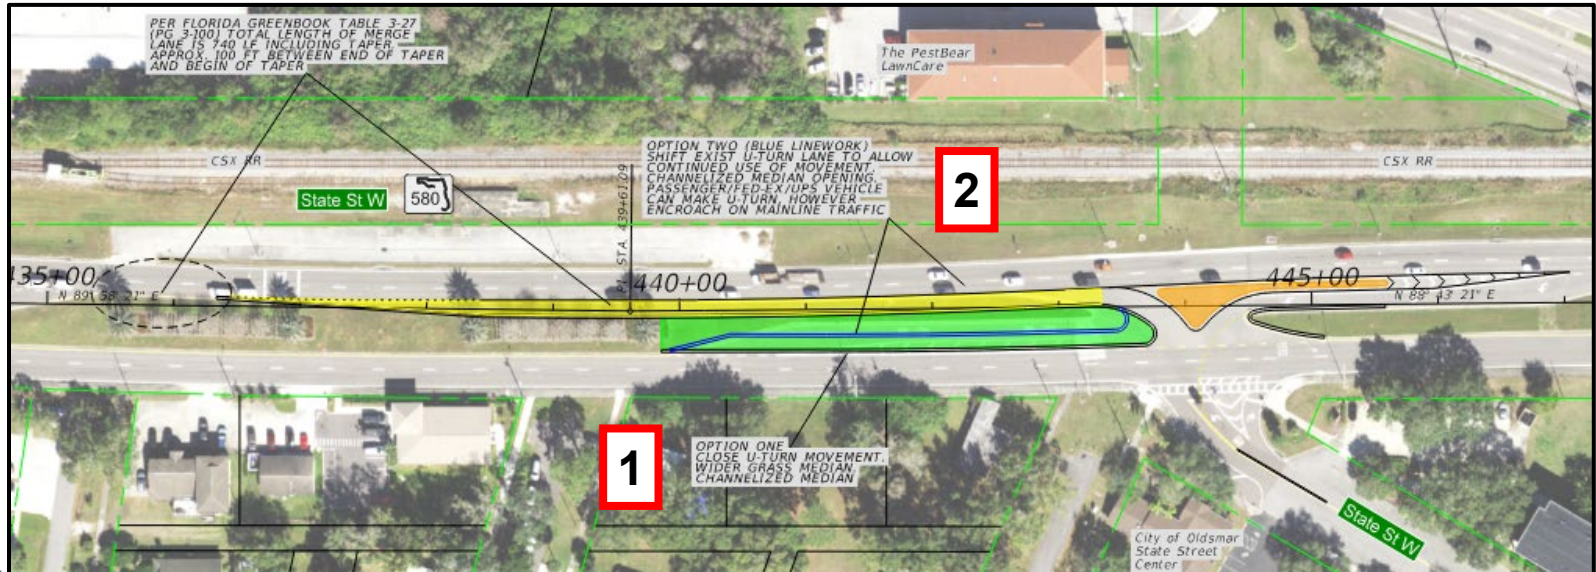 PER FLORIDA GREENBOOK TABLE 3-27
(PG 3-100) TOTAL LENGTH OF MERGE
LANE IS 740 LF INCLUDING TAPER.
APPROX. 100 FT BETWEEN END OF TAPER
AND BEGIN OF TAPER
The PestBear
LawnCare
CSX RR
CSX RR
State St W
580
OPTION TWO (BLUE LINEWORK)
SHIFT EXIST U-TURN LANE TO ALLOW
CONTINUED USE OF MOVEMENT.
CHANNELIZED MEDIAN OPENING.
PASSENGER/FED-EX/UPS VEHICLE
CAN MAKE U-TURN, HOWEVER
ENCROACH ON MAINLINE TRAFFIC
2
STA. 439+61.09
435+00
N 89° 58' 21" E
440+00
445+00
N 88° 43' 21" E
1
OPTION ONE
CLOSE U-TURN MOVEMENT.
WIDER GRASS MEDIAN.
CHANNELIZED MEDIAN
State St W
City of Oldsmar
State Street
Center